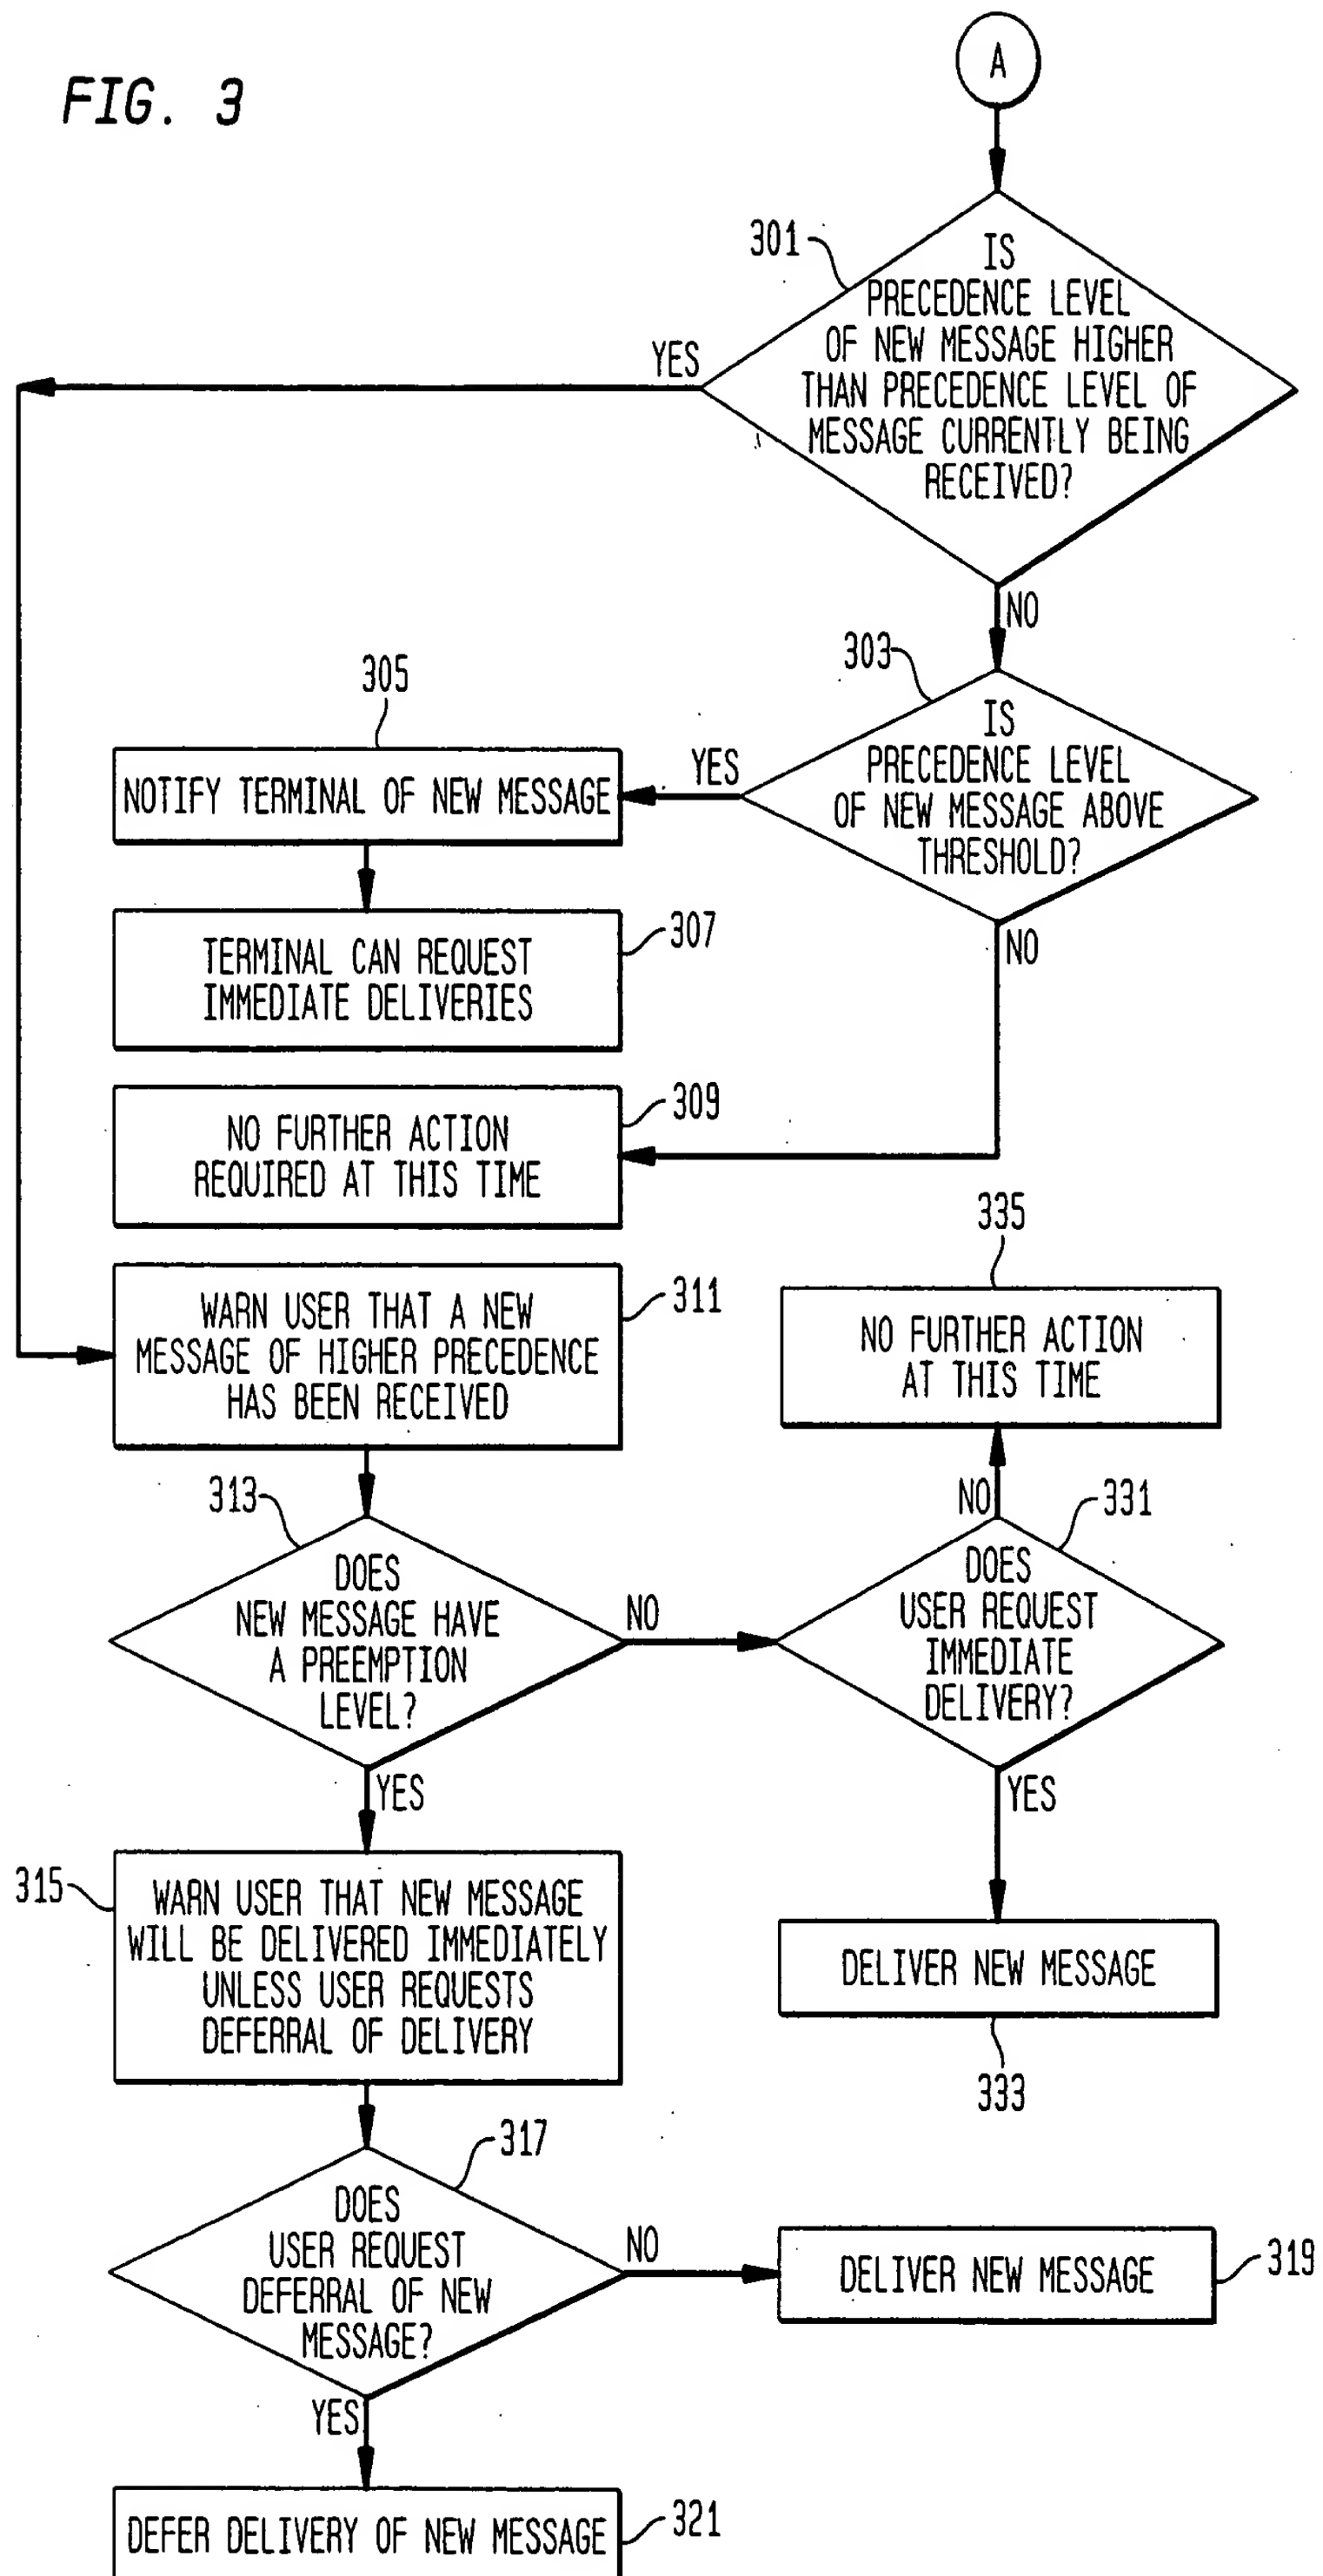 FIG. 3
A
301
IS
PRECEDENCE LEVEL
OF NEW MESSAGE HIGHER
THAN PRECEDENCE LEVEL OF
MESSAGE CURRENTLY BEING
RECEIVED?
YES
NO
303
IS
PRECEDENCE LEVEL
OF NEW MESSAGE ABOVE
THRESHOLD?
YES
NO
305
NOTIFY TERMINAL OF NEW MESSAGE
307
TERMINAL CAN REQUEST
IMMEDIATE DELIVERIES
309
NO FURTHER ACTION
REQUIRED AT THIS TIME
311
WARN USER THAT A NEW
MESSAGE OF HIGHER PRECEDENCE
HAS BEEN RECEIVED
335
NO FURTHER ACTION
AT THIS TIME
313
DOES
NEW MESSAGE HAVE
A PREEMPTION
LEVEL?
NO
YES
331
NO
DOES
USER REQUEST
IMMEDIATE
DELIVERY?
YES
315
WARN USER THAT NEW MESSAGE
WILL BE DELIVERED IMMEDIATELY
UNLESS USER REQUESTS
DEFERRAL OF DELIVERY
DELIVER NEW MESSAGE
333
317
DOES
USER REQUEST
DEFERRAL OF NEW
MESSAGE?
NO
YES
DELIVER NEW MESSAGE
319
DEFER DELIVERY OF NEW MESSAGE
321